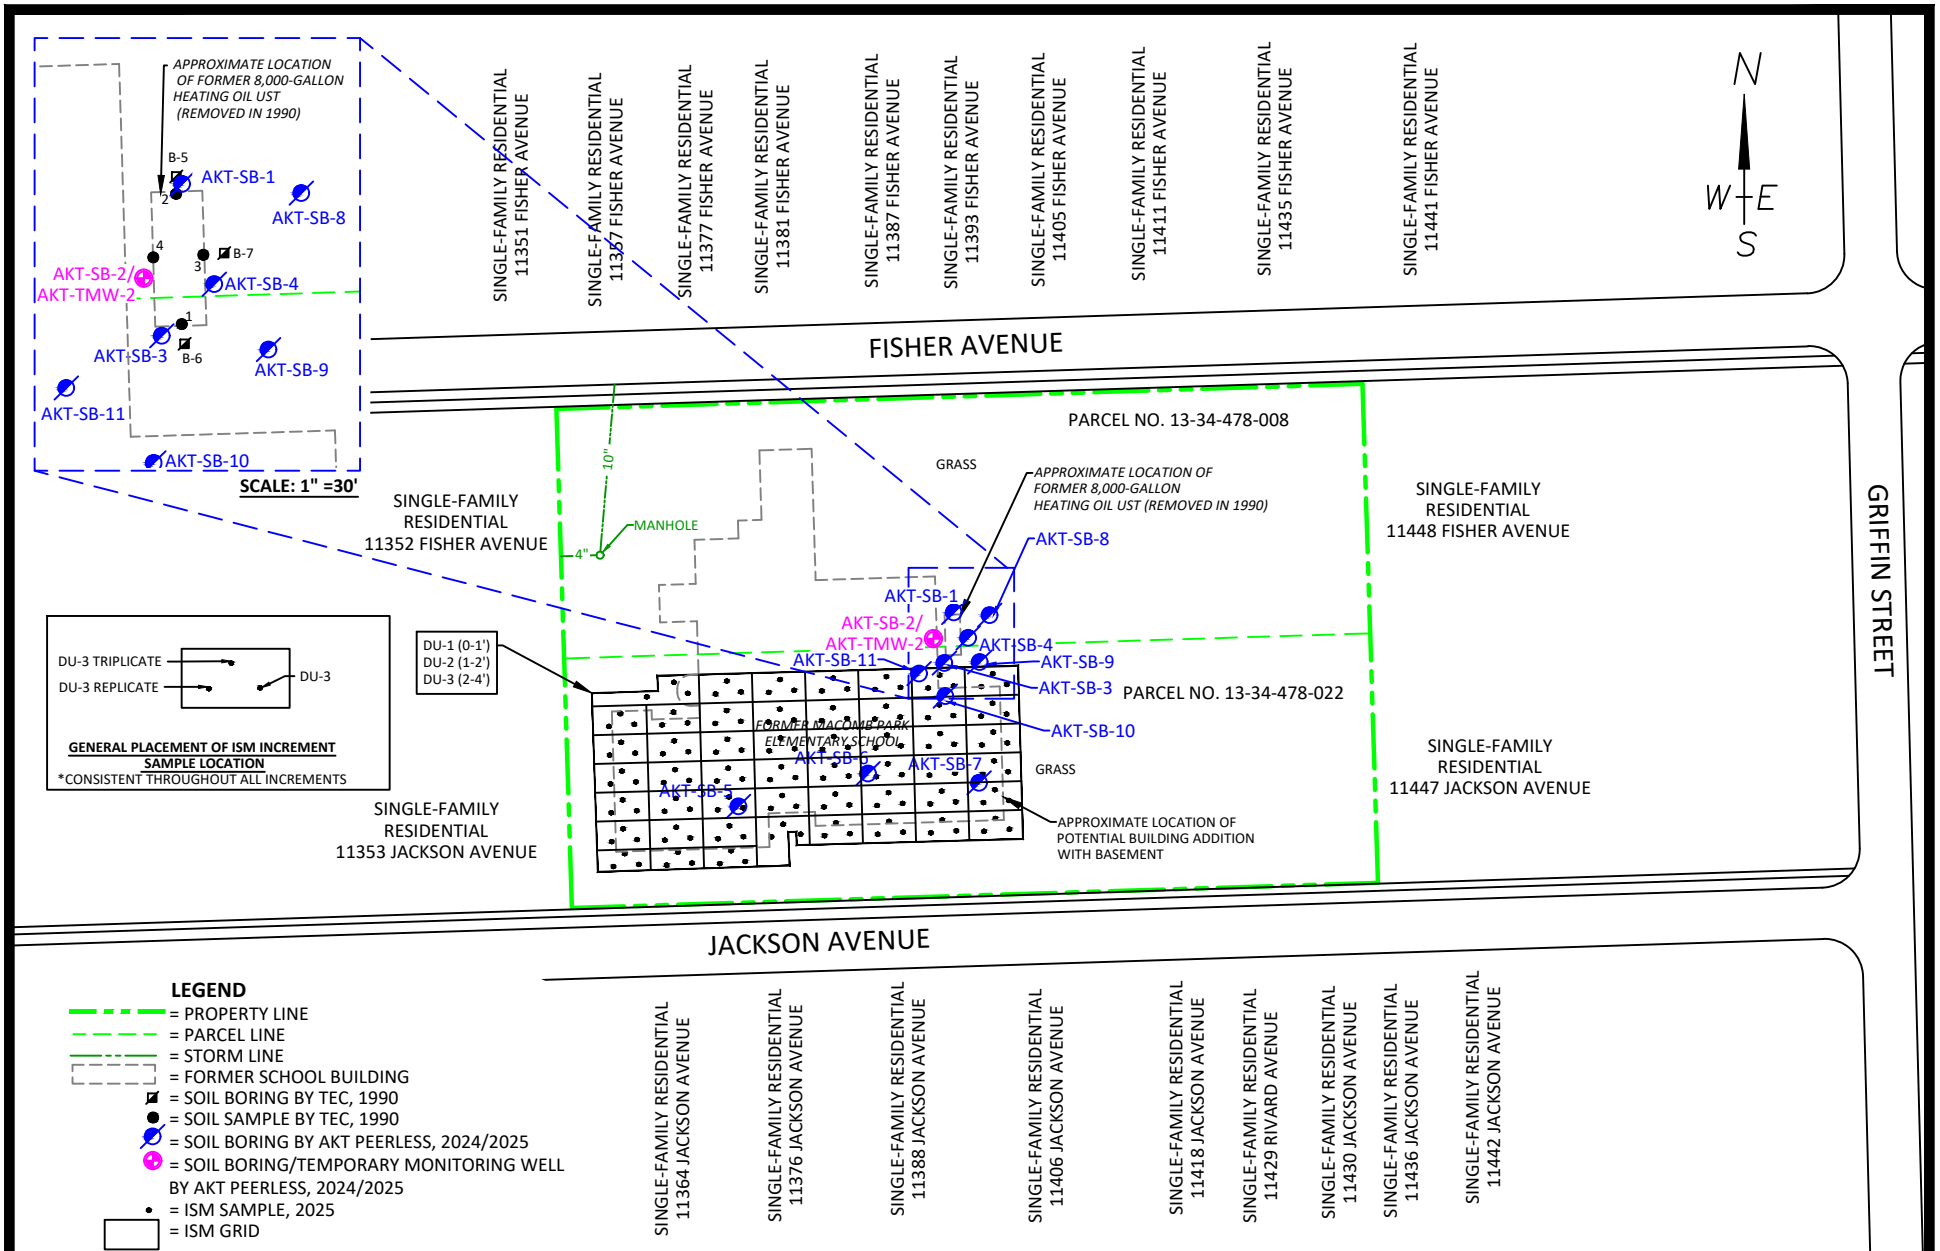 APPROXIMATE LOCATION
OF FORMER 8,000-GALLON
HEATING OIL UST
(REMOVED IN 1990)
B-5
AKT-SB-1
2
AKT-SB-8
4
3
B-7
AKT-SB-2/
AKT-TMW-2
AKT-SB-4
1
AKT-SB-3
B-6
AKT-SB-9
AKT-SB-11
AKT-SB-10
SCALE: 1" =30'
SINGLE-FAMILY RESIDENTIAL
11351 FISHER AVENUE
SINGLE-FAMILY RESIDENTIAL
11357 FISHER AVENUE
SINGLE-FAMILY RESIDENTIAL
11377 FISHER AVENUE
SINGLE-FAMILY RESIDENTIAL
11381 FISHER AVENUE
SINGLE-FAMILY RESIDENTIAL
11387 FISHER AVENUE
SINGLE-FAMILY RESIDENTIAL
11393 FISHER AVENUE
SINGLE-FAMILY RESIDENTIAL
11405 FISHER AVENUE
SINGLE-FAMILY RESIDENTIAL
11411 FISHER AVENUE
SINGLE-FAMILY RESIDENTIAL
11435 FISHER AVENUE
SINGLE-FAMILY RESIDENTIAL
11441 FISHER AVENUE
N
W E
S
FISHER AVENUE
PARCEL NO. 13-34-478-008
GRASS
10"
MANHOLE
4"
APPROXIMATE LOCATION OF
FORMER 8,000-GALLON
HEATING OIL UST (REMOVED IN 1990)
SINGLE-FAMILY
RESIDENTIAL
11352 FISHER AVENUE
SINGLE-FAMILY
RESIDENTIAL
11448 FISHER AVENUE
GRIFFIN STREET
AKT-SB-8
AKT-SB-1
AKT-SB-2/
AKT-TMW-2
AKT-SB-4
AKT-SB-11
AKT-SB-9
AKT-SB-3
PARCEL NO. 13-34-478-022
AKT-SB-10
DU-1 (0-1')
DU-2 (1-2')
DU-3 (2-4')
DU-3 TRIPLICATE
DU-3 REPLICATE
DU-3
GENERAL PLACEMENT OF ISM INCREMENT
SAMPLE LOCATION
*CONSISTENT THROUGHOUT ALL INCREMENTS
FORMER MACOMB PARK
ELEMENTARY SCHOOL
AKT-SB-6
AKT-SB-7
AKT-SB-5
GRASS
SINGLE-FAMILY
RESIDENTIAL
11447 JACKSON AVENUE
SINGLE-FAMILY
RESIDENTIAL
11353 JACKSON AVENUE
APPROXIMATE LOCATION OF
POTENTIAL BUILDING ADDITION
WITH BASEMENT
JACKSON AVENUE
LEGEND
= PROPERTY LINE
= PARCEL LINE
= STORM LINE
= FORMER SCHOOL BUILDING
= SOIL BORING BY TEC, 1990
= SOIL SAMPLE BY TEC, 1990
= SOIL BORING BY AKT PEERLESS, 2024/2025
= SOIL BORING/TEMPORARY MONITORING WELL
BY AKT PEERLESS, 2024/2025
= ISM SAMPLE, 2025
= ISM GRID
SINGLE-FAMILY RESIDENTIAL
11364 JACKSON AVENUE
SINGLE-FAMILY RESIDENTIAL
11376 JACKSON AVENUE
SINGLE-FAMILY RESIDENTIAL
11388 JACKSON AVENUE
SINGLE-FAMILY RESIDENTIAL
11406 JACKSON AVENUE
SINGLE-FAMILY RESIDENTIAL
11418 JACKSON AVENUE
SINGLE-FAMILY RESIDENTIAL
11429 RIVARD AVENUE
SINGLE-FAMILY RESIDENTIAL
11430 JACKSON AVENUE
SINGLE-FAMILY RESIDENTIAL
11436 JACKSON AVENUE
SINGLE-FAMILY RESIDENTIAL
11442 JACKSON AVENUE